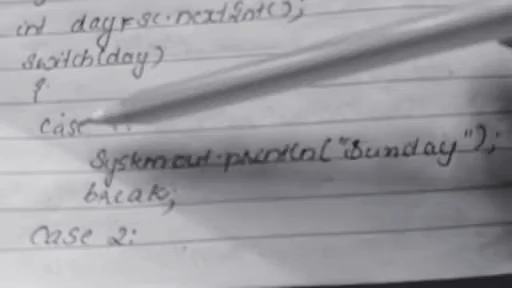 int day = sc.nextInt();
switch(day)
{
case
System.out.println("Sunday");
break;
case 2: